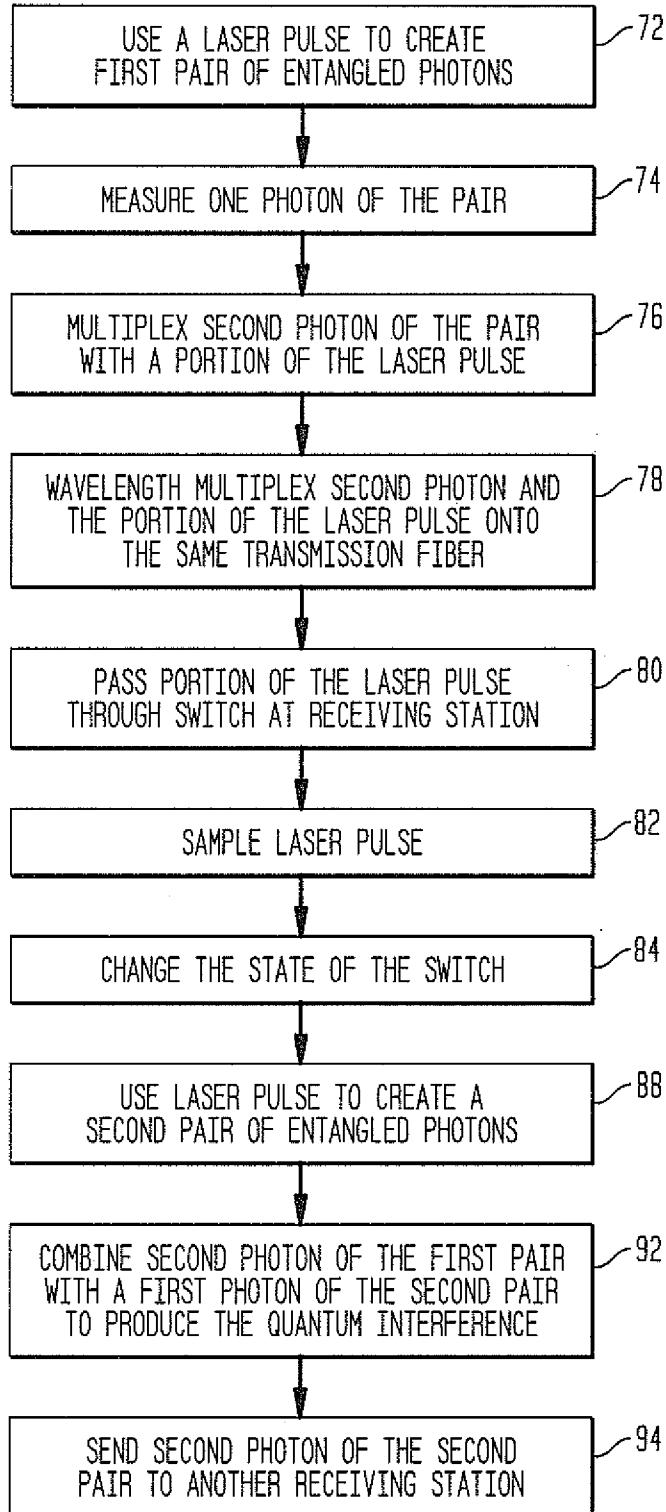 USE A LASER PULSE TO CREATE
FIRST PAIR OF ENTANGLED PHOTONS
72
MEASURE ONE PHOTON OF THE PAIR
74
MULTIPLEX SECOND PHOTON OF THE PAIR
WITH A PORTION OF THE LASER PULSE
76
WAVELENGTH MULTIPLEX SECOND PHOTON AND
THE PORTION OF THE LASER PULSE ONTO
THE SAME TRANSMISSION FIBER
78
PASS PORTION OF THE LASER PULSE
THROUGH SWITCH AT RECEIVING STATION
80
SAMPLE LASER PULSE
82
CHANGE THE STATE OF THE SWITCH
84
USE LASER PULSE TO CREATE A
SECOND PAIR OF ENTANGLED PHOTONS
88
COMBINE SECOND PHOTON OF THE FIRST PAIR
WITH A FIRST PHOTON OF THE SECOND PAIR
TO PRODUCE THE QUANTUM INTERFERENCE
92
SEND SECOND PHOTON OF THE SECOND
PAIR TO ANOTHER RECEIVING STATION
94